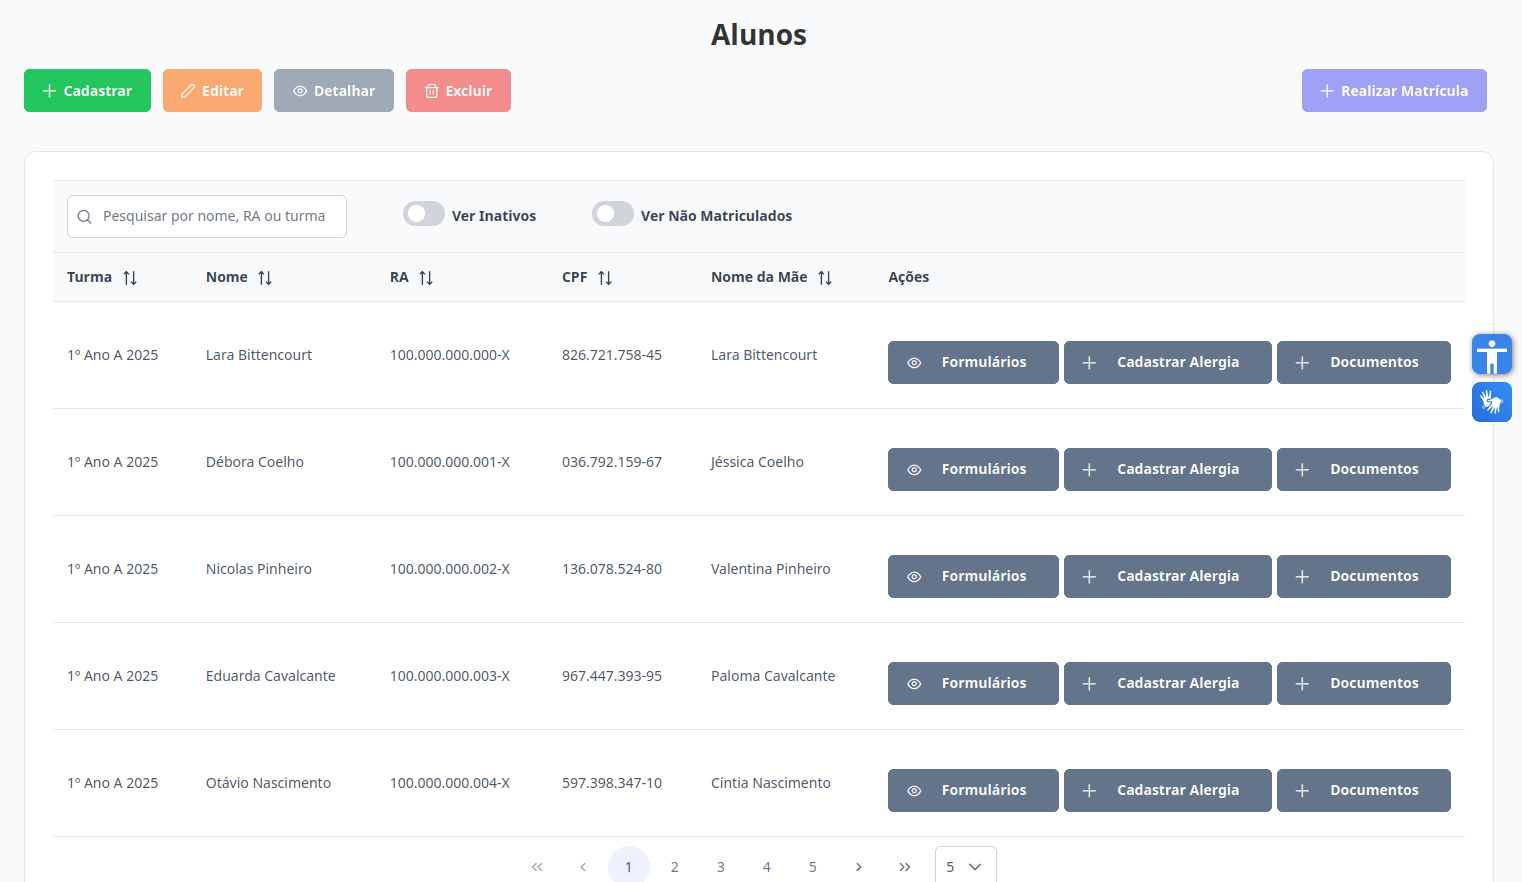 Alunos
Cadastrar Editar Detalhar Excluir Realizar Matrícula
Pesquisar por nome, RA ou turma Ver Inativos Ver Não Matriculados
Turma Nome RA CPF Nome da Mãe Ações
1º Ano A 2025 Lara Bittencourt 100.000.000.000-X 826.721.758-45 Lara Bittencourt Formulários Cadastrar Alergia Documentos
1º Ano A 2025 Débora Coelho 100.000.000.001-X 036.792.159-67 Jéssica Coelho Formulários Cadastrar Alergia Documentos
1º Ano A 2025 Nicolas Pinheiro 100.000.000.002-X 136.078.524-80 Valentina Pinheiro Formulários Cadastrar Alergia Documentos
1º Ano A 2025 Eduarda Cavalcante 100.000.000.003-X 967.447.393-95 Paloma Cavalcante Formulários Cadastrar Alergia Documentos
1º Ano A 2025 Otávio Nascimento 100.000.000.004-X 597.398.347-10 Cíntia Nascimento Formulários Cadastrar Alergia Documentos
« ‹ 1 2 3 4 5 › » 5